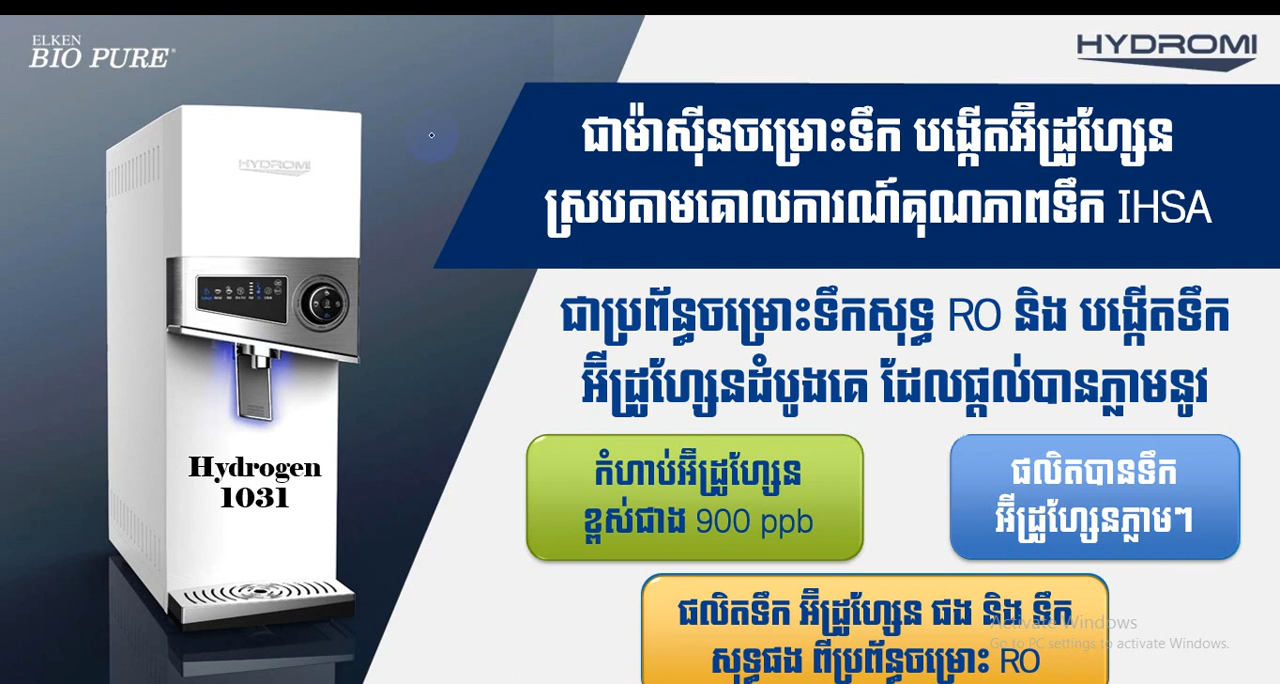 ELKEN
BIO PURE®
HYDROMI
ជាម៉ាស៊ីនចម្រោះទឹក បង្កើតអ៊ីដ្រូហ្សែន
ស្របតាមគោលការណ៍គុណភាពទឹក IHSA
HYDROMI
ជាប្រព័ន្ធចម្រោះទឹកសុទ្ធ RO និង បង្កើតទឹក
អ៊ីដ្រូហ្សែនដំបូងគេ ដែលផ្តល់បានភ្លាមនូវ
Hydrogen
1031
កំហាប់អ៊ីដ្រូហ្សែន
ខ្ពស់ជាង 900 ppb
ផលិតបានទឹក
អ៊ីដ្រូហ្សែនភ្លាមៗ
ផលិតទឹក អ៊ីដ្រូហ្សែន ផង និង ទឹក
សុទ្ធផង ពីប្រព័ន្ធចម្រោះ RO
Activate Windows
Go to PC settings to activate Windows.